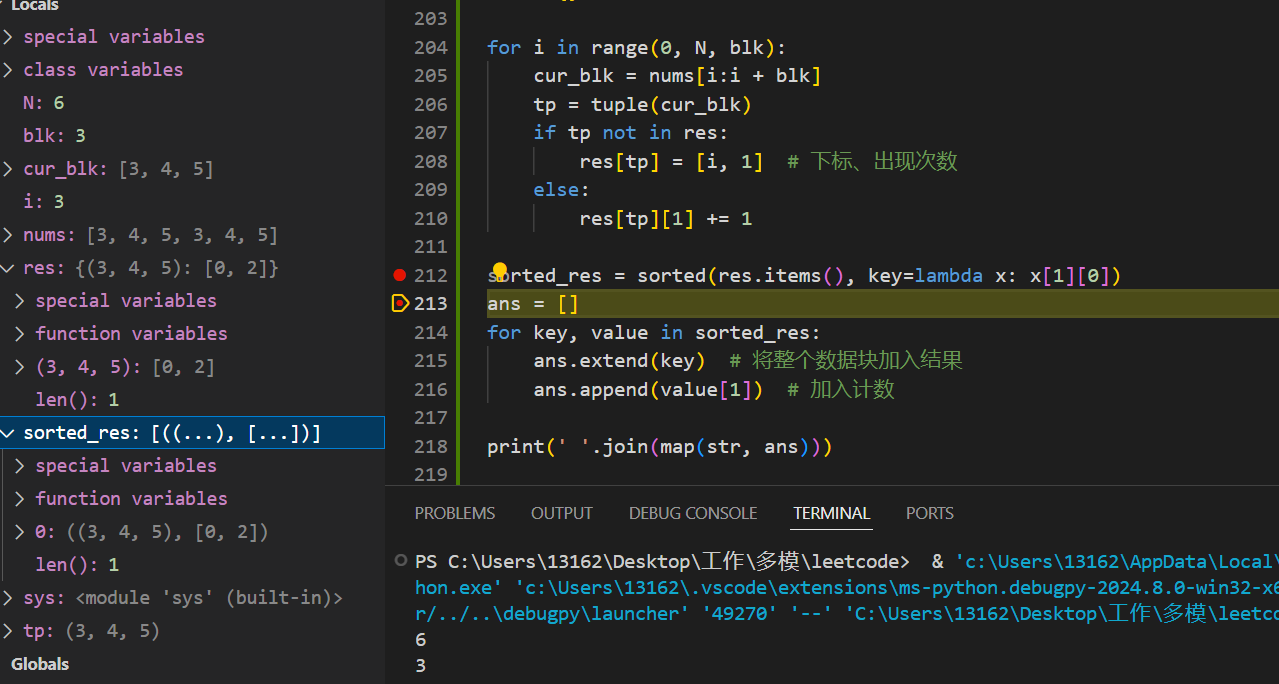 Locals
special variables
class variables
N: 6
blk: 3
cur_blk: [3, 4, 5]
i: 3
nums: [3, 4, 5, 3, 4, 5]
res: {(3, 4, 5): [0, 2]}
special variables
function variables
(3, 4, 5): [0, 2]
len(): 1
sorted_res: [((...), [...])]
special variables
function variables
0: ((3, 4, 5), [0, 2])
len(): 1
sys: <module 'sys' (built-in)>
tp: (3, 4, 5)
Globals
203
204 for i in range(0, N, blk):
205     cur_blk = nums[i:i + blk]
206     tp = tuple(cur_blk)
207     if tp not in res:
208         res[tp] = [i, 1]  # 下标、出现次数
209     else:
210         res[tp][1] += 1
211
212 sorted_res = sorted(res.items(), key=lambda x: x[1][0])
213 ans = []
214 for key, value in sorted_res:
215     ans.extend(key)  # 将整个数据块加入结果
216     ans.append(value[1])  # 加入计数
217
218 print(' '.join(map(str, ans)))
219
PROBLEMS OUTPUT DEBUG CONSOLE TERMINAL PORTS
PS C:\Users\13162\Desktop\工作\多模\leetcode>  & 'c:\Users\13162\AppData\Local\
hon.exe' 'c:\Users\13162\.vscode\extensions\ms-python.debugpy-2024.8.0-win32-x6
r/../..\debugpy\launcher' '49270' '--' 'C:\Users\13162\Desktop\工作\多模\leetco
6
3